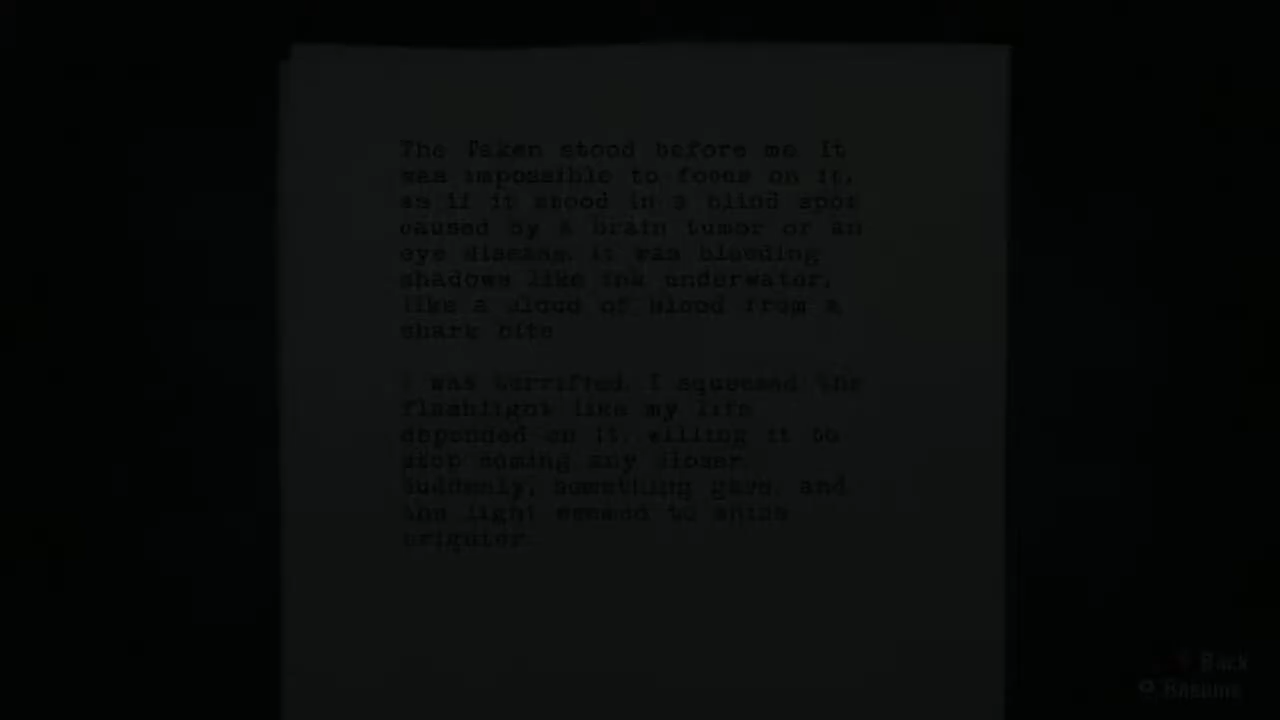 The Taken stood before me. It
was impossible to focus on it,
as if it stood in a blind spot
caused by a brain tumor or an
eye disease. It was bleeding
shadows like ink underwater,
like a cloud of blood from a
shark bite.
I was terrified. I squeezed the
flashlight like my life
depended on it, willing it to
stop coming any closer.
Suddenly, something gave, and
the light seemed to shine
brighter.
Back
Resume